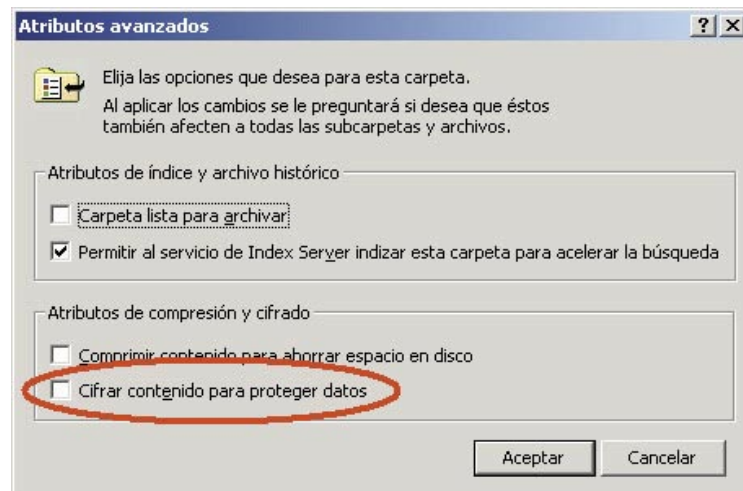 Atributos avanzados
Elija las opciones que desea para esta carpeta.
Al aplicar los cambios se le preguntará si desea que éstos
también afecten a todas las subcarpetas y archivos.
Atributos de índice y archivo histórico
Carpeta lista para archivar
Permitir al servicio de Index Server indizar esta carpeta para acelerar la búsqueda
Atributos de compresión y cifrado
Comprimir contenido para ahorrar espacio en disco
Cifrar contenido para proteger datos
Aceptar Cancelar